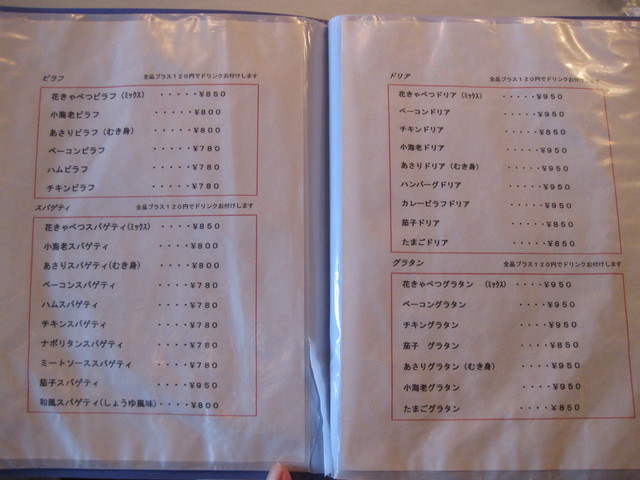 ピラフ 全品プラス120円でドリンクお付けします
花きゃべつピラフ(ミックス) ・・・・・¥850
小海老ピラフ ・・・・・¥800
あさりピラフ(むき身) ・・・・・¥800
ベーコンピラフ ・・・・・¥780
ハムピラフ ・・・・・¥780
チキンピラフ ・・・・・¥780
スパゲティ 全品プラス120円でドリンクお付けします
花きゃべつスパゲティ(ミックス) ・・・・¥850
小海老スパゲティ ・・・・¥800
あさりスパゲティ(むき身) ・・・・¥800
ベーコンスパゲティ ・・・・¥780
ハムスパゲティ ・・・・¥780
チキンスパゲティ ・・・・¥780
ナポリタンスパゲティ ・・・・¥780
ミートソーススパゲティ ・・・・¥780
茄子スパゲティ ・・・・¥950
和風スパゲティ(しょうゆ風味) ・・・・¥800
ドリア 全品プラス120円でドリンクお付けします
花きゃべつドリア(ミックス) ・・・・・¥950
ベーコンドリア ・・・・・¥950
チキンドリア ・・・・・¥850
小海老ドリア ・・・・・¥950
あさりドリア(むき身) ・・・・・¥950
ハンバーグドリア ・・・・・¥950
カレーピラフドリア ・・・・・¥950
茄子ドリア ・・・・・¥850
たまごドリア ・・・・・¥850
グラタン 全品プラス120円でドリンクお付けします
花きゃべつグラタン (ミックス) ・・・・¥950
ベーコングラタン ・・・・¥950
チキングラタン ・・・・¥950
茄子 グラタン ・・・・¥850
あさりグラタン(むき身) ・・・・¥950
小海老グラタン ・・・・¥950
たまごグラタン ・・・・¥850